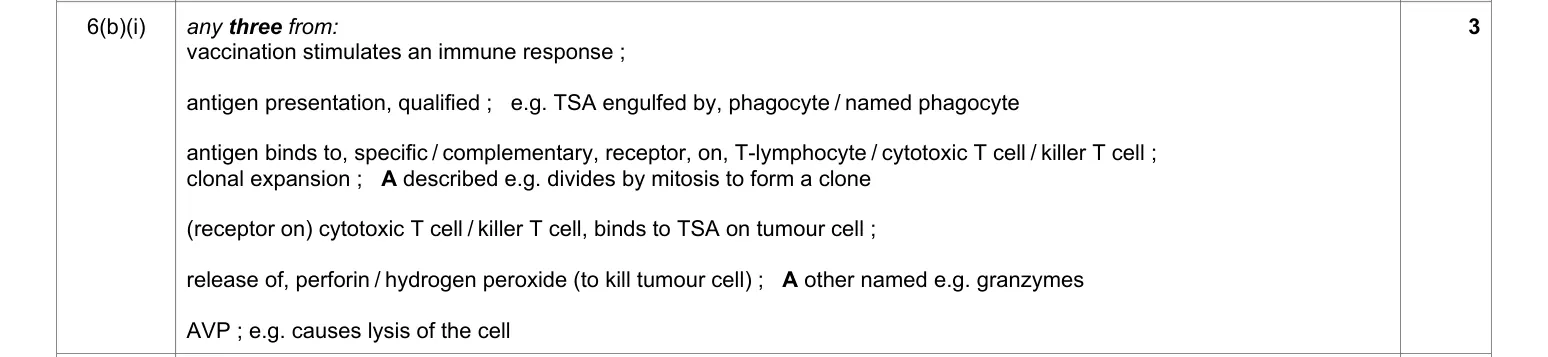 6(b)(i) any three from: 3
vaccination stimulates an immune response ;
antigen presentation, qualified ; e.g. TSA engulfed by, phagocyte / named phagocyte
antigen binds to, specific / complementary, receptor, on, T-lymphocyte / cytotoxic T cell / killer T cell ;
clonal expansion ; A described e.g. divides by mitosis to form a clone
(receptor on) cytotoxic T cell / killer T cell, binds to TSA on tumour cell ;
release of, perforin / hydrogen peroxide (to kill tumour cell) ; A other named e.g. granzymes
AVP ; e.g. causes lysis of the cell